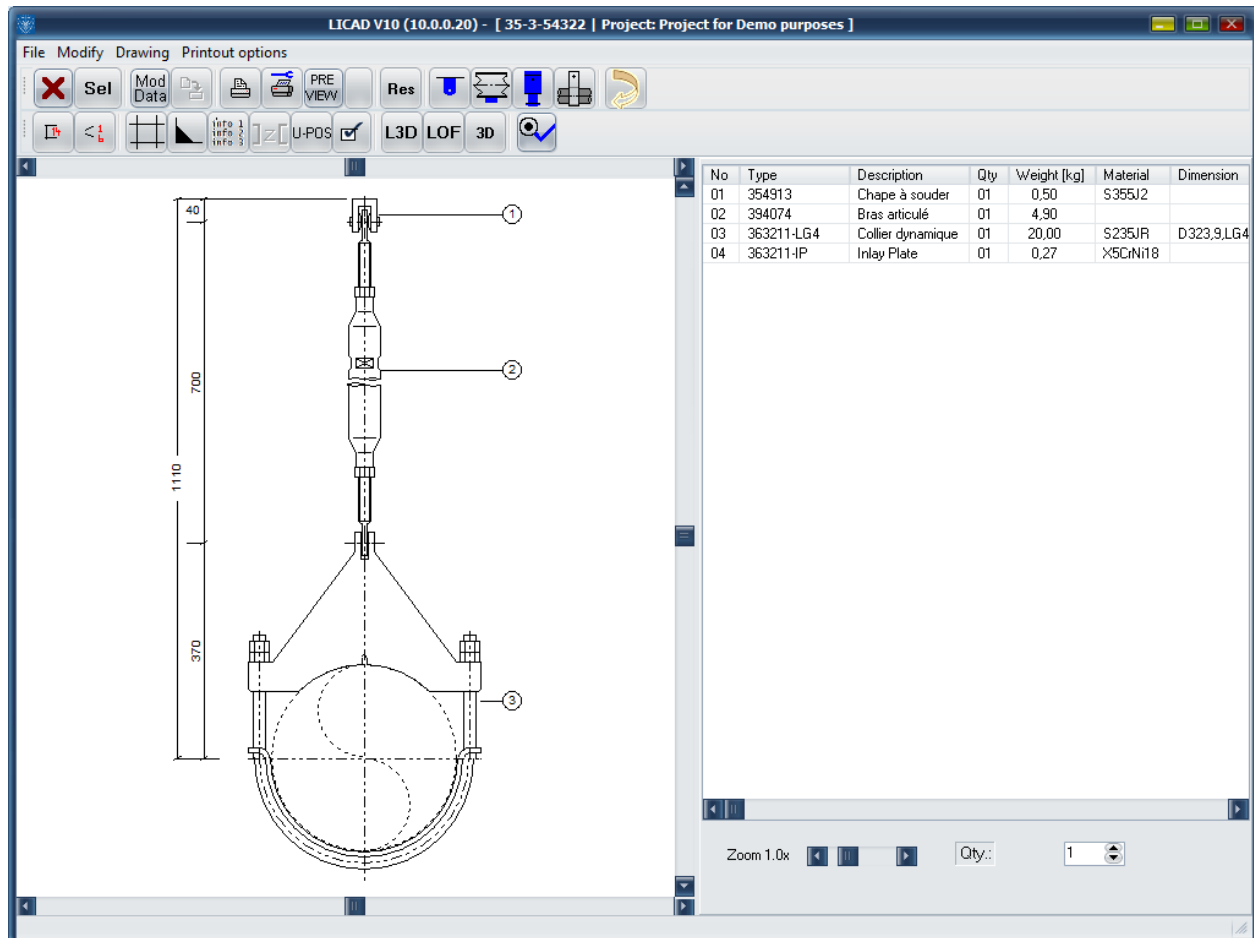 LICAD V10 (10.0.0.20) - [ 35-3-54322 | Project: Project for Demo purposes ]
File Modify Drawing Printout options
Sel Mod Data PRE VIEW Res
14 1 b info 1 info 2 info 3 ]z[ U-POS L3D LOF 3D
No Type Description Qty Weight [kg] Material Dimension
01 354913 Chape à souder 01 0,50 S355J2
02 394074 Bras articulé 01 4,90
03 363211-LG4 Collier dynamique 01 20,00 S235JR D323,9,LG4
04 363211-IP Inlay Plate 01 0,27 X5CrNi18
40
1
2
700
1110
370
3
Zoom 1.0x Qty.: 1